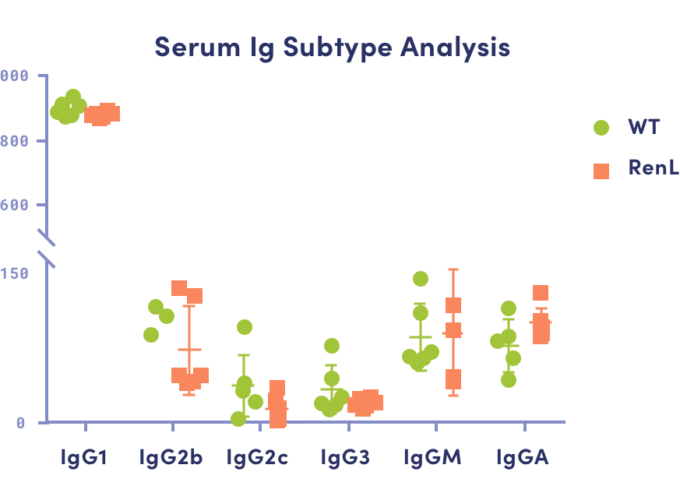 Serum Ig Subtype Analysis
000
800
600
150
0
WT
RenL
IgG1 IgG2b IgG2c IgG3 IgGM IgGA